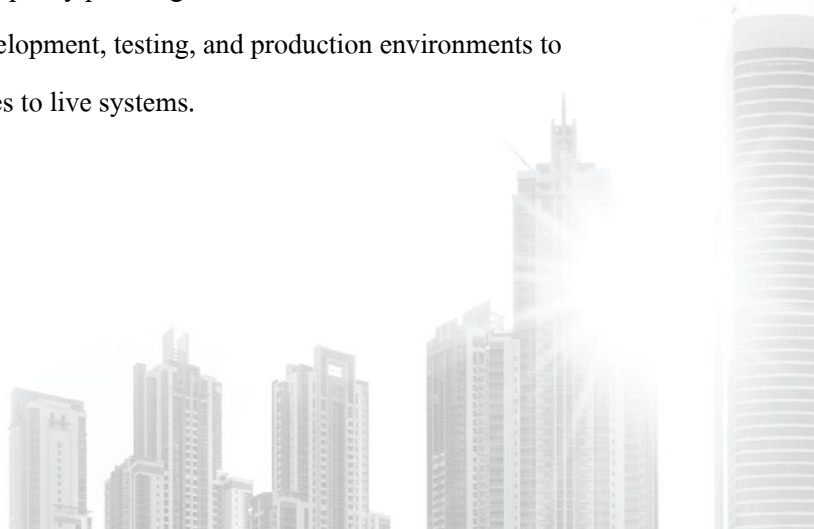 elopment, testing, and production environments to
es to live systems.